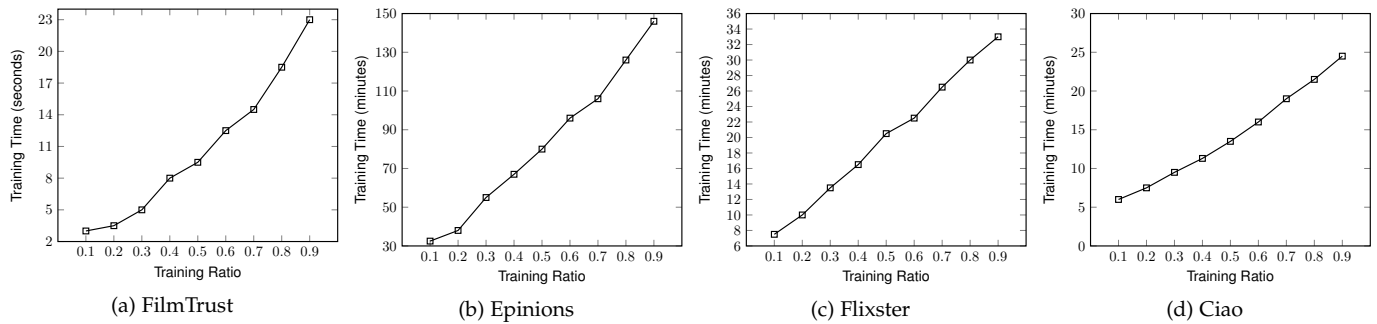 23
20
17
14
11
8
5
2
Training Time (seconds)
0.1 0.2 0.3 0.4 0.5 0.6 0.7 0.8 0.9
Training Ratio
(a) FilmTrust
150
130
110
90
70
50
30
Training Time (minutes)
0.1 0.2 0.3 0.4 0.5 0.6 0.7 0.8 0.9
Training Ratio
(b) Epinions
36
34
32
30
28
26
24
22
20
18
16
14
12
10
8
6
Training Time (minutes)
0.1 0.2 0.3 0.4 0.5 0.6 0.7 0.8 0.9
Training Ratio
(c) Flixster
30
25
20
15
10
5
0
Training Time (minutes)
0.1 0.2 0.3 0.4 0.5 0.6 0.7 0.8 0.9
Training Ratio
(d) Ciao